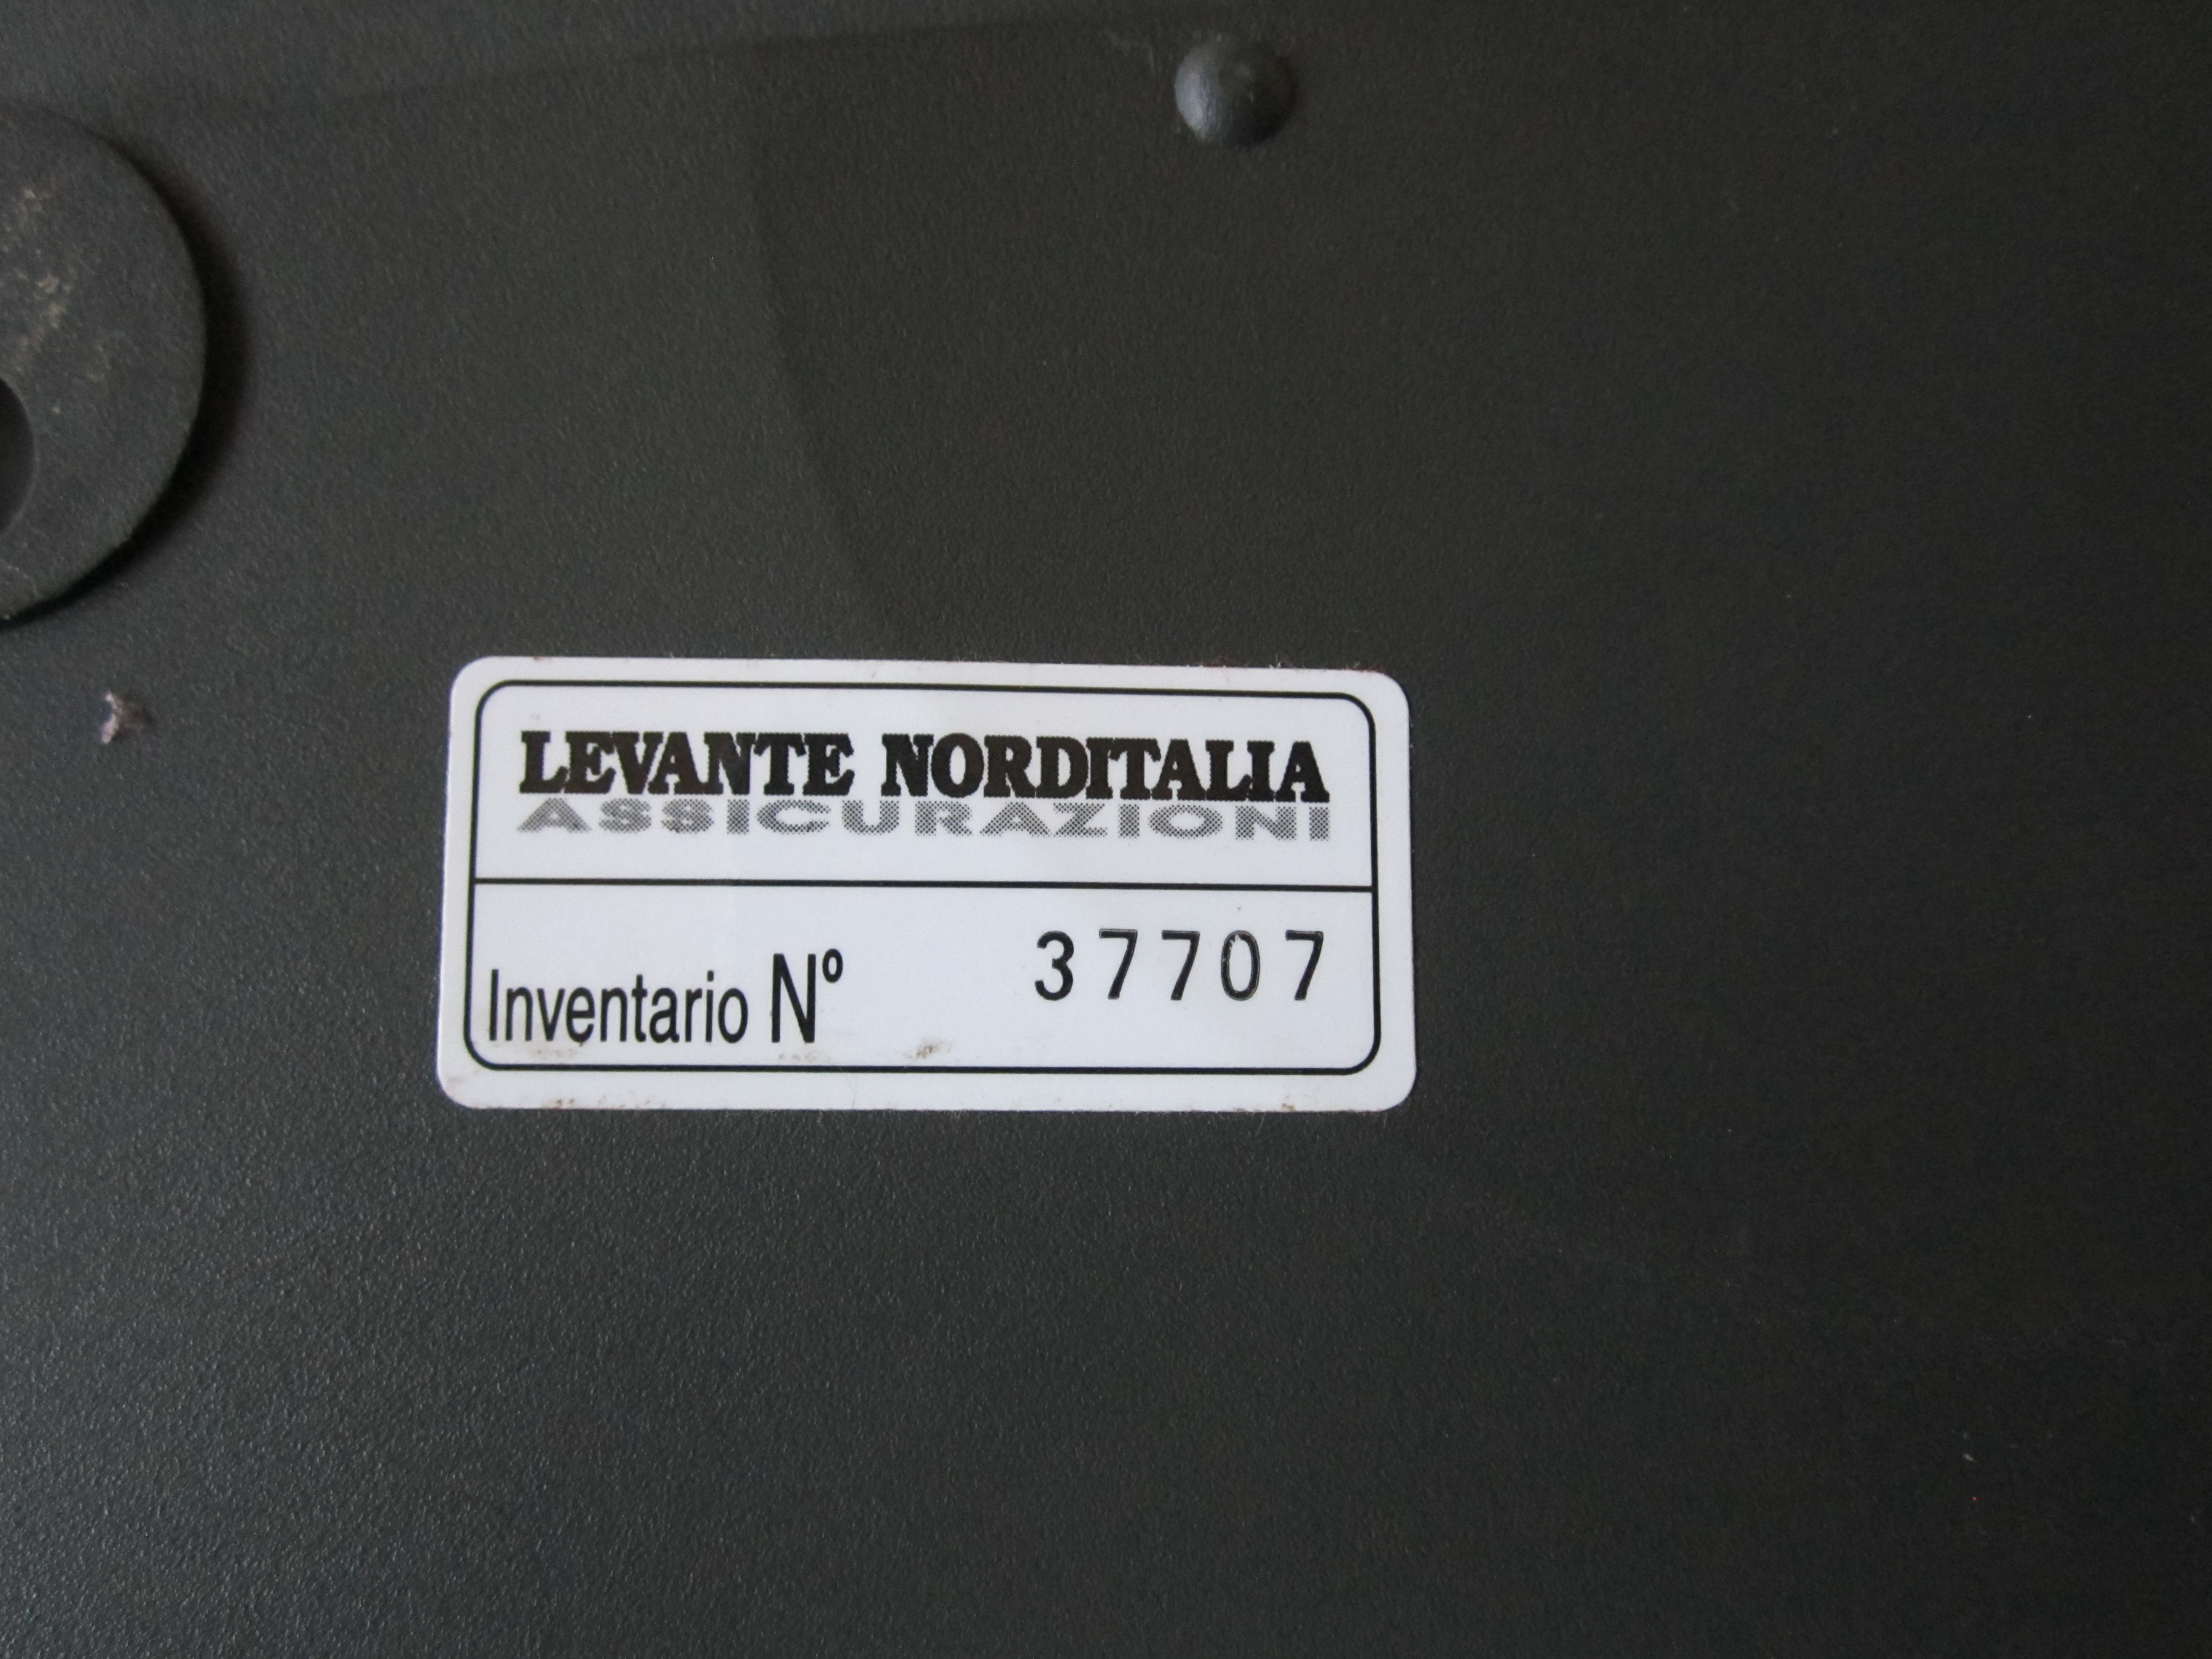 LEVANTE NORDITALIA
ASSICURAZIONI
Inventario N° 37707